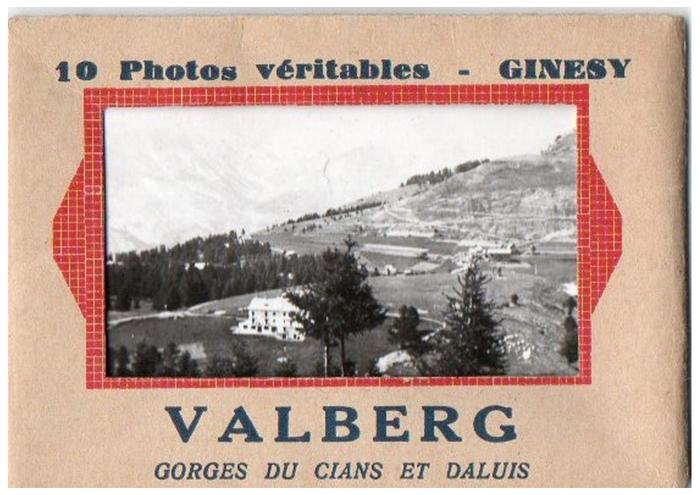 10 Photos véritables - GINESY
VALBERG
GORGES DU CIANS ET DALUIS